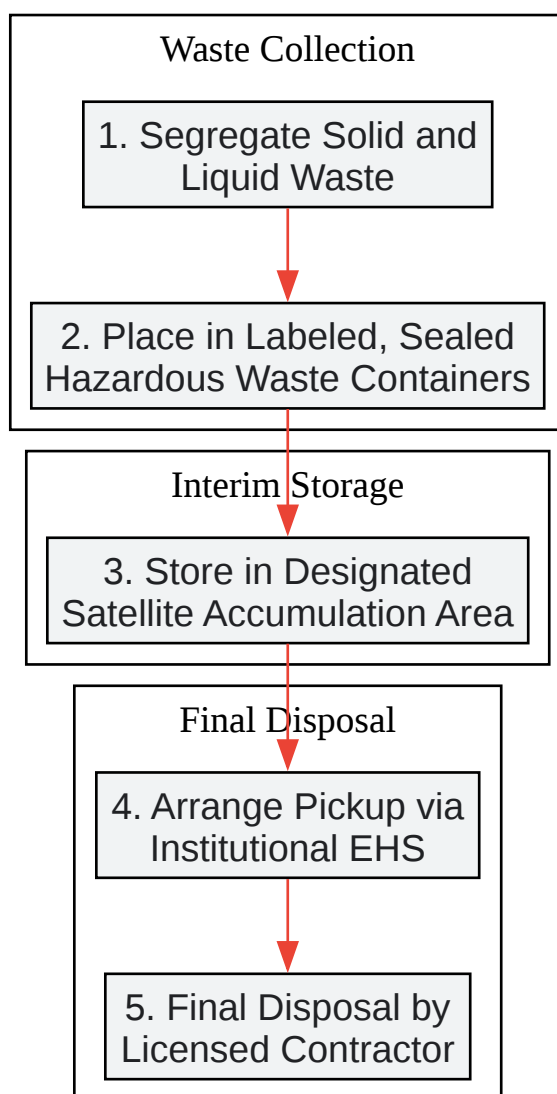 Waste Collection
1. Segregate Solid and
Liquid Waste
2. Place in Labeled, Sealed
Hazardous Waste Containers
Interim Storage
3. Store in Designated
Satellite Accumulation Area
Final Disposal
4. Arrange Pickup via
Institutional EHS
5. Final Disposal by
Licensed Contractor